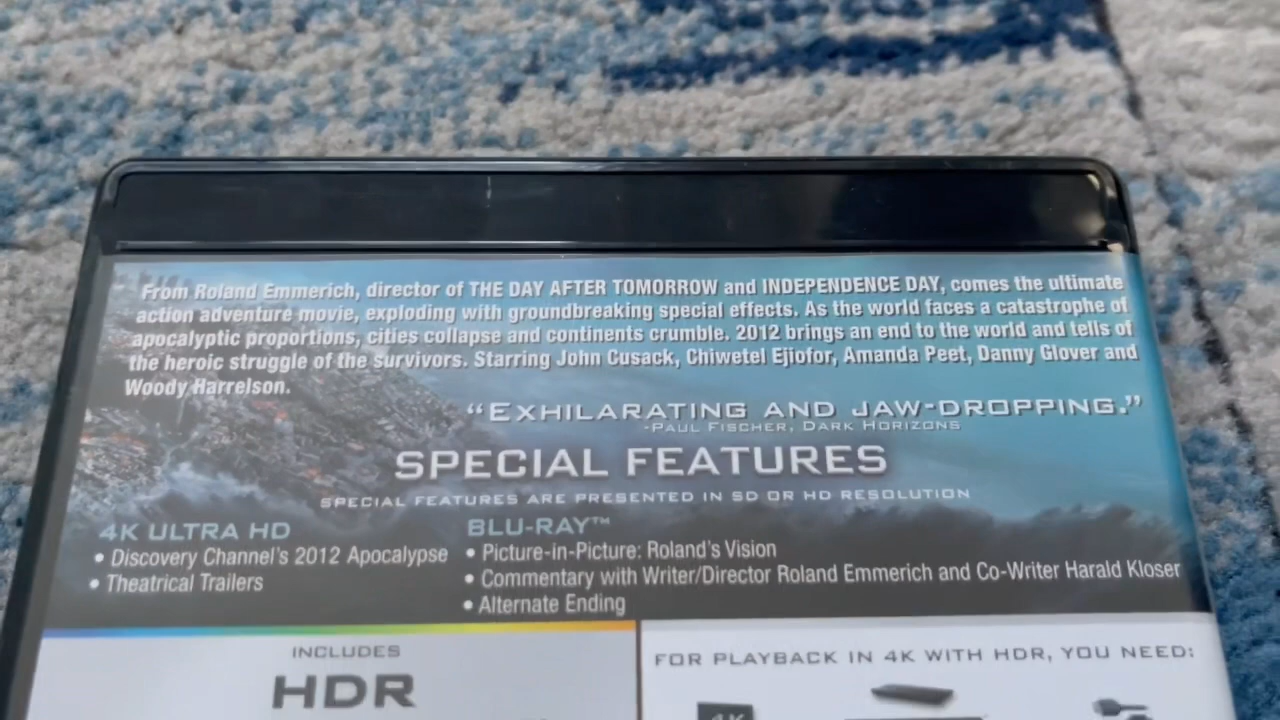 From Roland Emmerich, director of THE DAY AFTER TOMORROW and INDEPENDENCE DAY, comes the ultimate
action adventure movie, exploding with groundbreaking special effects. As the world faces a catastrophe of
apocalyptic proportions, cities collapse and continents crumble. 2012 brings an end to the world and tells of
the heroic struggle of the survivors. Starring John Cusack, Chiwetel Ejiofor, Amanda Peet, Danny Glover and
Woody Harrelson.
“EXHILARATING AND JAW-DROPPING.”
-PAUL FISCHER, DARK HORIZONS
SPECIAL FEATURES
SPECIAL FEATURES ARE PRESENTED IN SD OR HD RESOLUTION
4K ULTRA HD
• Discovery Channel's 2012 Apocalypse
• Theatrical Trailers
BLU-RAY™
• Picture-in-Picture: Roland's Vision
• Commentary with Writer/Director Roland Emmerich and Co-Writer Harald Kloser
• Alternate Ending
INCLUDES
HDR
FOR PLAYBACK IN 4K WITH HDR, YOU NEED:
4K